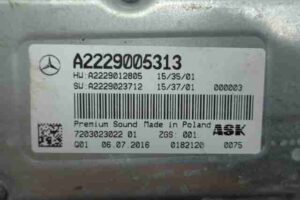 A2229005313
HW:A2229012805 15/35/01
SW:A2229023712 15/37/01 000003
Premium Sound Made in Poland
7203023022 01 ZGS: 001 ASK
Q01 06.07.2016 0182120 0075